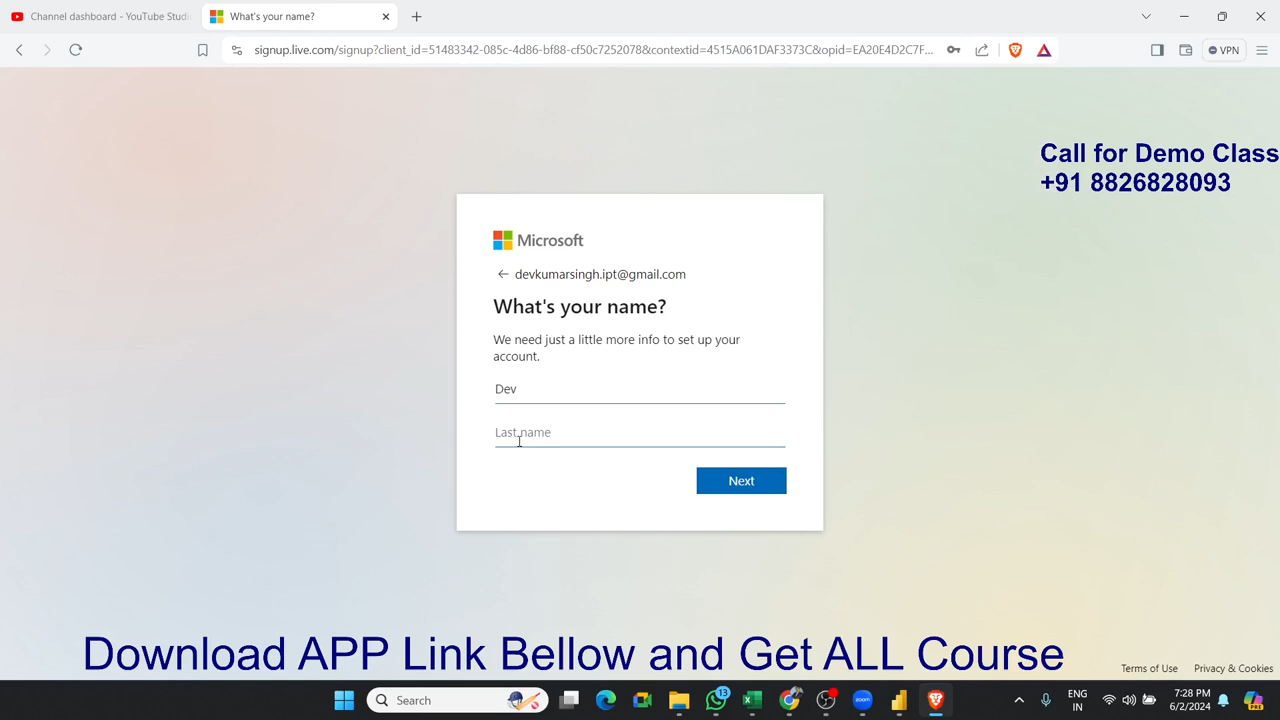 Channel dashboard - YouTube Studi
What's your name?
signup.live.com/signup?client_id=51483342-085c-4d86-bf88-cf50c7252078&contextid=4515A061DAF3373C&opid=EA20E4D2C7F...
VPN
Call for Demo Class
+91 8826828093
Microsoft
devkumarsingh.ipt@gmail.com
What's your name?
We need just a little more info to set up your
account.
Dev
Last name
Next
Download APP Link Bellow and Get ALL Course
Terms of Use
Privacy & Cookies
Search
13
ENG
IN
7:28 PM
6/2/2024